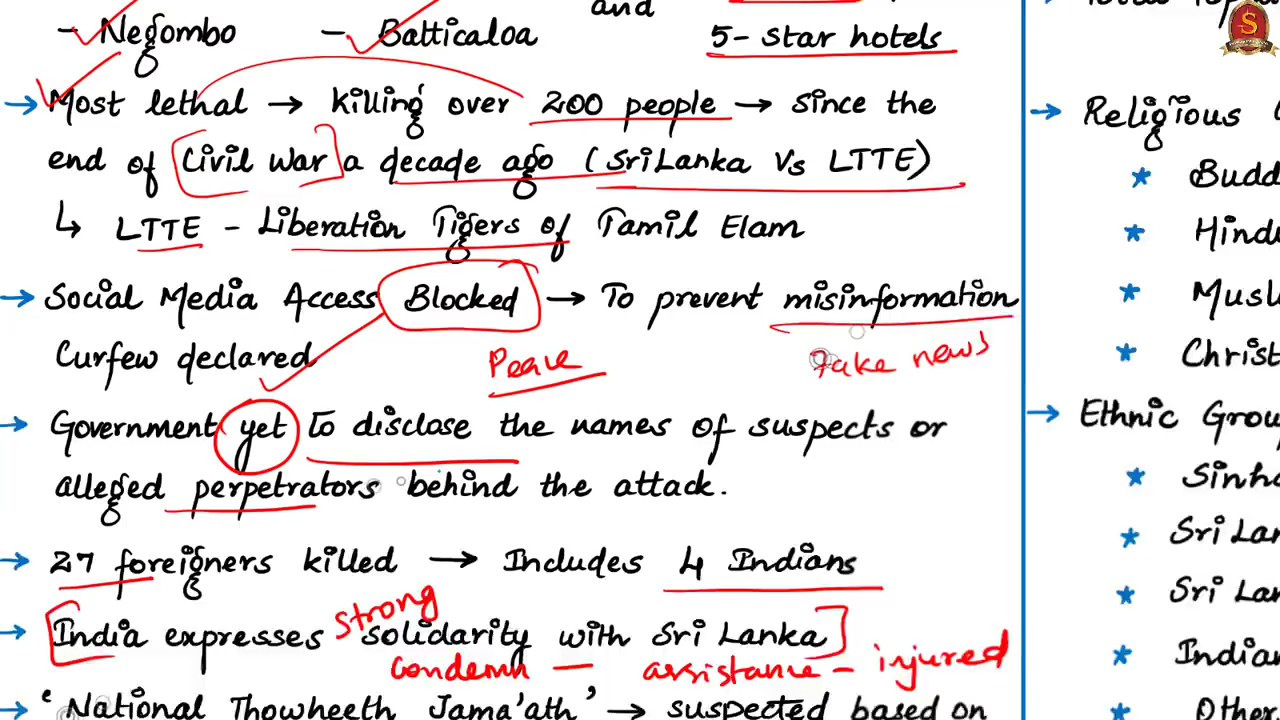 and
- Negombo - Batticaloa 5-star hotels
→ Most lethal → killing over 200 people → since the
end of Civil War a decade ago (SriLanka Vs LTTE)
↳ LTTE - Liberation Tigers of Tamil Elam
→ Social Media Access Blocked → To prevent misinformation
Curfew declared Peace Fake news
→ Government yet to disclose the names of suspects or
alleged perpetrators behind the attack.
→ 27 foreigners killed → Includes 4 Indians
strong
→ India expresses solidarity with Sri Lanka
condemn - assistance - injured
→ 'National Thowheeth Jama'ath' → suspected based on
→ Religious
* Budd
* Hindu
* Musli
* Christ
→ Ethnic Grou
* Sinha
* Sri Lan
* Sri Lan
* Indian
* Other